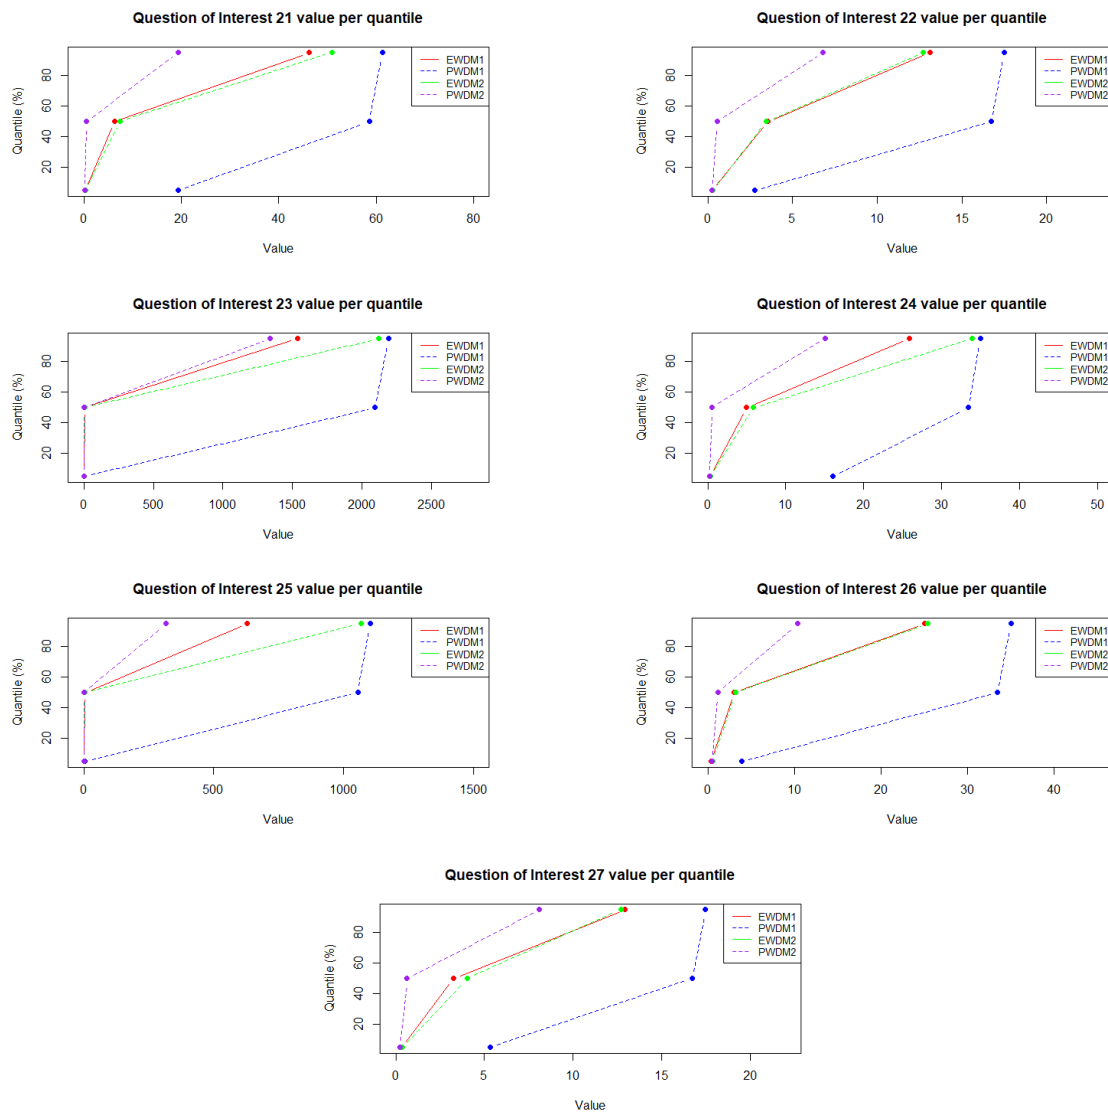 Question of Interest 21 value per quantile
Quantile (%)
20 40 60 80
EWDM1
PWDM1
EWDM2
PWDM2
0 20 40 60 80
Value
Question of Interest 22 value per quantile
Quantile (%)
20 40 60 80
EWDM1
PWDM1
EWDM2
PWDM2
0 5 10 15 20
Value
Question of Interest 23 value per quantile
Quantile (%)
20 40 60 80
EWDM1
PWDM1
EWDM2
PWDM2
0 500 1000 1500 2000 2500
Value
Question of Interest 24 value per quantile
Quantile (%)
20 40 60 80
EWDM1
PWDM1
EWDM2
PWDM2
0 10 20 30 40 50
Value
Question of Interest 25 value per quantile
Quantile (%)
20 40 60 80
EWDM1
PWDM1
EWDM2
PWDM2
0 500 1000 1500
Value
Question of Interest 26 value per quantile
Quantile (%)
20 40 60 80
EWDM1
PWDM1
EWDM2
PWDM2
0 10 20 30 40
Value
Question of Interest 27 value per quantile
Quantile (%)
20 40 60 80
EWDM1
PWDM1
EWDM2
PWDM2
0 5 10 15 20
Value